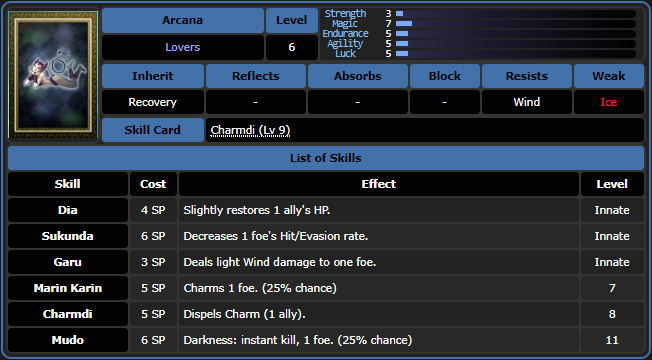 Arcana Level
Lovers 6
Strength 3
Magic 7
Endurance 5
Agility 5
Luck 5
Inherit Reflects Absorbs Block Resists Weak
Recovery - - - Wind Ice
Skill Card Charmdi (Lv 9)
List of Skills
Skill Cost Effect Level
Dia 4 SP Slightly restores 1 ally's HP. Innate
Sukunda 6 SP Decreases 1 foe's Hit/Evasion rate. Innate
Garu 3 SP Deals light Wind damage to one foe. Innate
Marin Karin 5 SP Charms 1 foe. (25% chance) 7
Charmdi 5 SP Dispels Charm (1 ally). 8
Mudo 6 SP Darkness: instant kill, 1 foe. (25% chance) 11